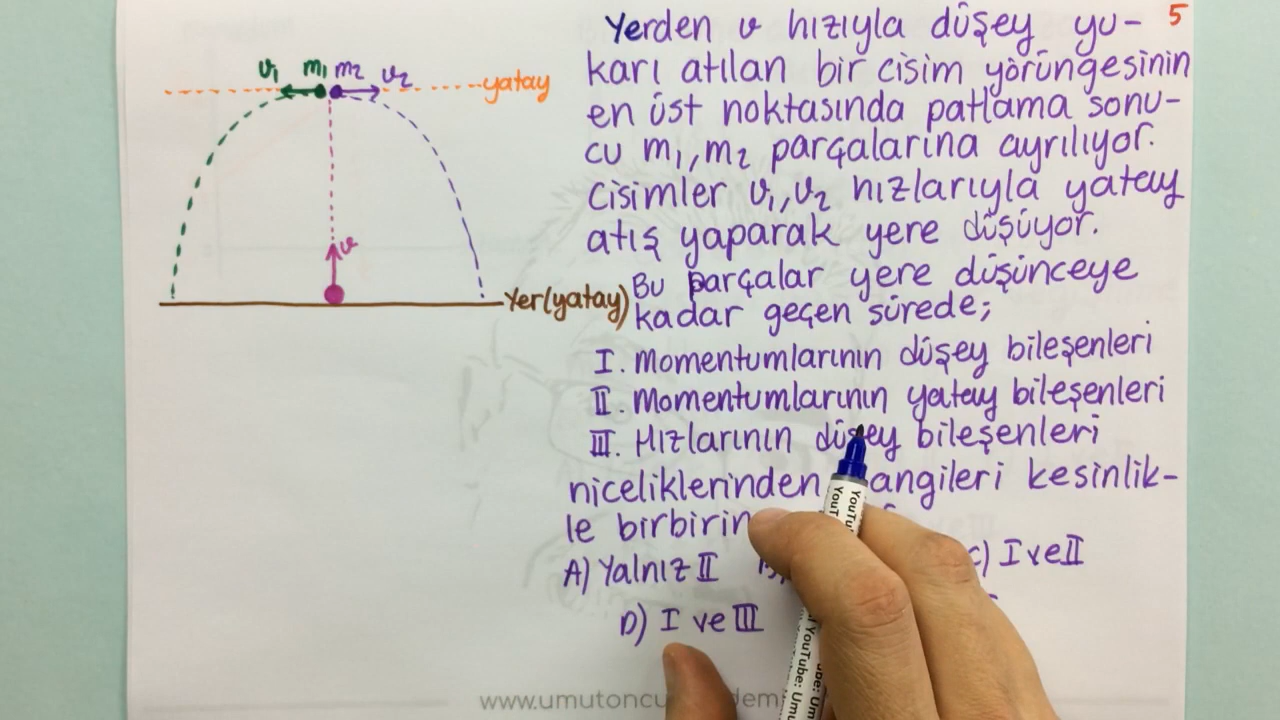 5
v₁ m₁ m₂ v₂
yatay
v
Yer(yatay)
Yerden v hızıyla düşey yu-
karı atılan bir cisim yörüngesinin
en üst noktasında patlama sonu-
cu m₁, m₂ parçalarına ayrılıyor.
Cisimler v₁, v₂ hızlarıyla yatay
atış yaparak yere düşüyor.
Bu parçalar yere düşünceye
kadar geçen sürede;
I. Momentumlarının düşey bileşenleri
II. Momentumlarının yatay bileşenleri
III. Hızlarının düşey bileşenleri
niceliklerinden angileri kesinlik-
le birbirin
A) Yalnız II C) I ve II
D) I ve III
YouTube: Umu